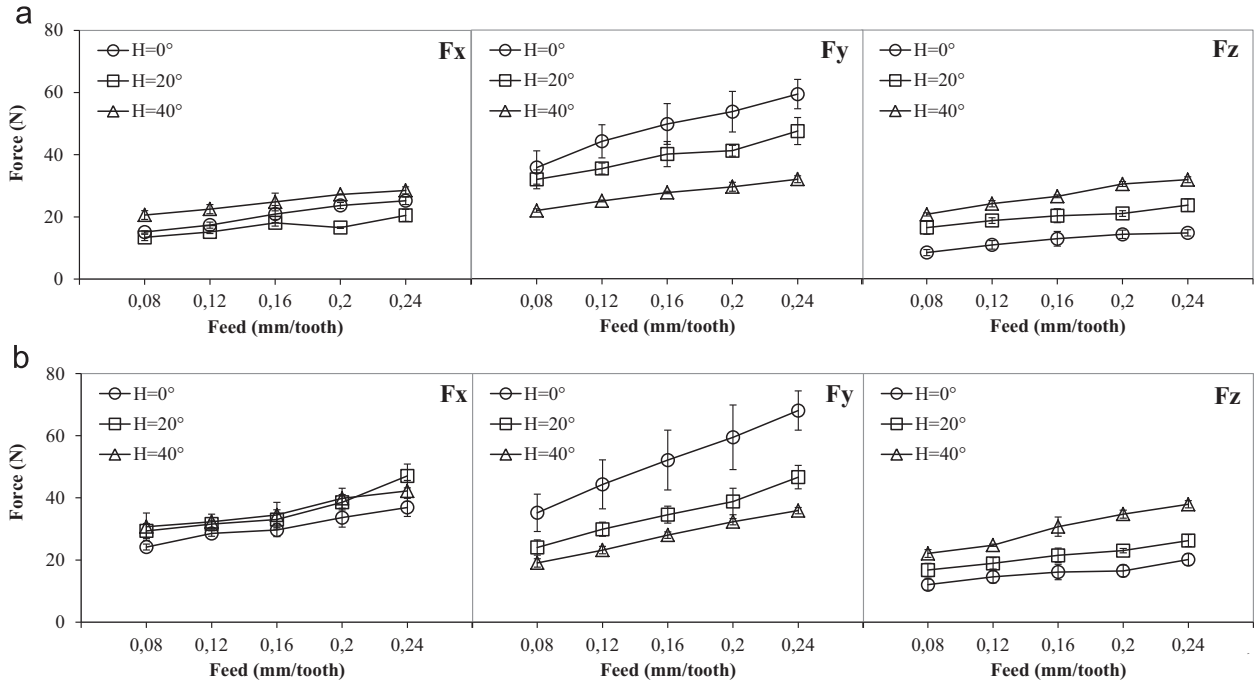 a
80
60
40
20
0
Force (N)
H=0°
H=20°
H=40°
Fx
0,08 0,12 0,16 0,2 0,24
Feed (mm/tooth)
H=0°
H=20°
H=40°
Fy
0,08 0,12 0,16 0,2 0,24
Feed (mm/tooth)
H=0°
H=20°
H=40°
Fz
0,08 0,12 0,16 0,2 0,24
Feed (mm/tooth)
b
80
60
40
20
0
Force (N)
H=0°
H=20°
H=40°
Fx
0,08 0,12 0,16 0,2 0,24
Feed (mm/tooth)
H=0°
H=20°
H=40°
Fy
0,08 0,12 0,16 0,2 0,24
Feed (mm/tooth)
H=0°
H=20°
H=40°
Fz
0,08 0,12 0,16 0,2 0,24
Feed (mm/tooth)